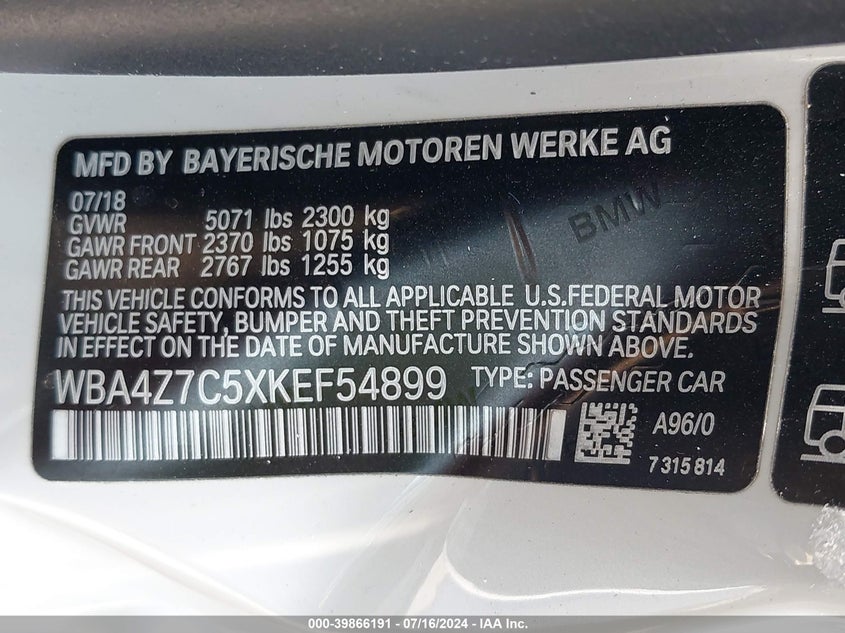 MFD BY BAYERISCHE MOTOREN WERKE AG
07/18
GVWR 5071 lbs 2300 kg
GAWR FRONT 2370 lbs 1075 kg
GAWR REAR 2767 lbs 1255 kg
BMW
THIS VEHICLE CONFORMS TO ALL APPLICABLE U.S.FEDERAL MOTOR
VEHICLE SAFETY, BUMPER AND THEFT PREVENTION STANDARDS
IN EFFECT ON THE DATE OF MANUFACTURE SHOWN ABOVE.
WBA4Z7C5XKEF54899 TYPE: PASSENGER CAR
A96/0
7 315 814
000-39866191 - 07/16/2024 - IAA Inc.